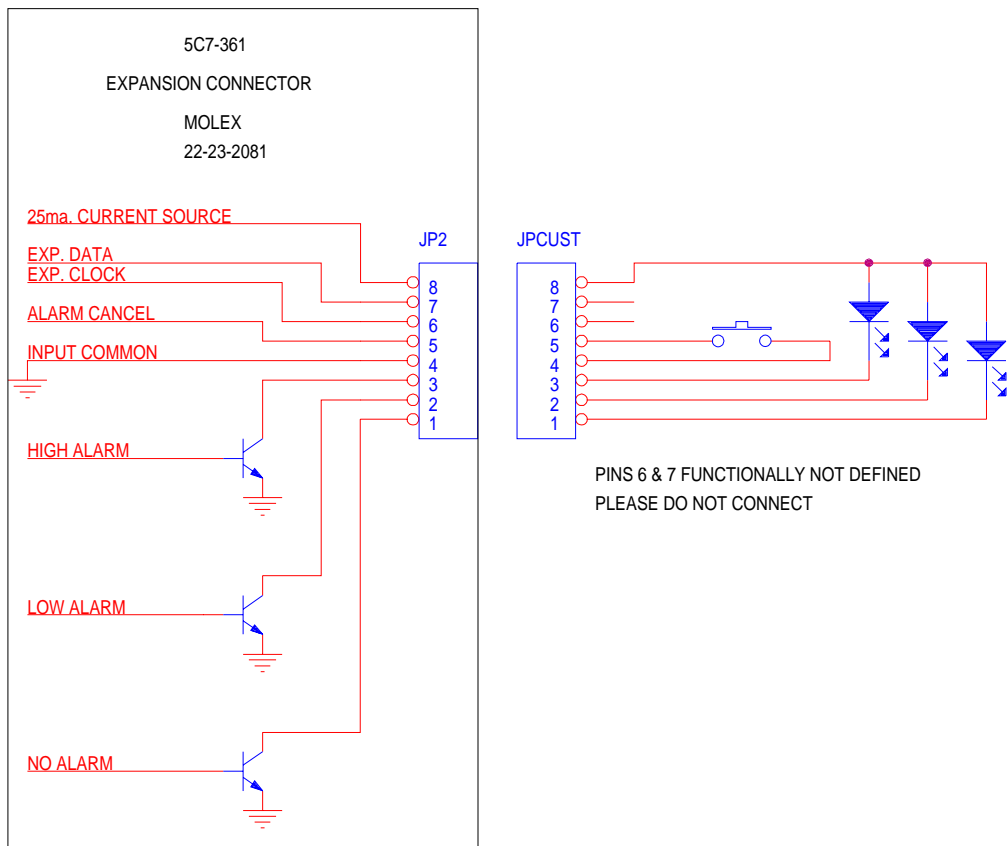 5C7-361
EXPANSION CONNECTOR
MOLEX
22-23-2081
25ma. CURRENT SOURCE
EXP. DATA
EXP. CLOCK
ALARM CANCEL
INPUT COMMON
HIGH ALARM
LOW ALARM
NO ALARM
JP2
8
7
6
5
4
3
2
1
JPCUST
8
7
6
5
4
3
2
1
PINS 6 & 7 FUNCTIONALLY NOT DEFINED
PLEASE DO NOT CONNECT